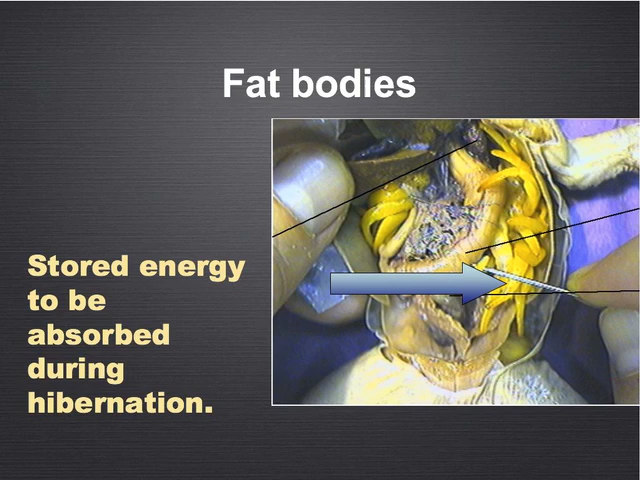 Fat bodies
Stored energy
to be
absorbed
during
hibernation.